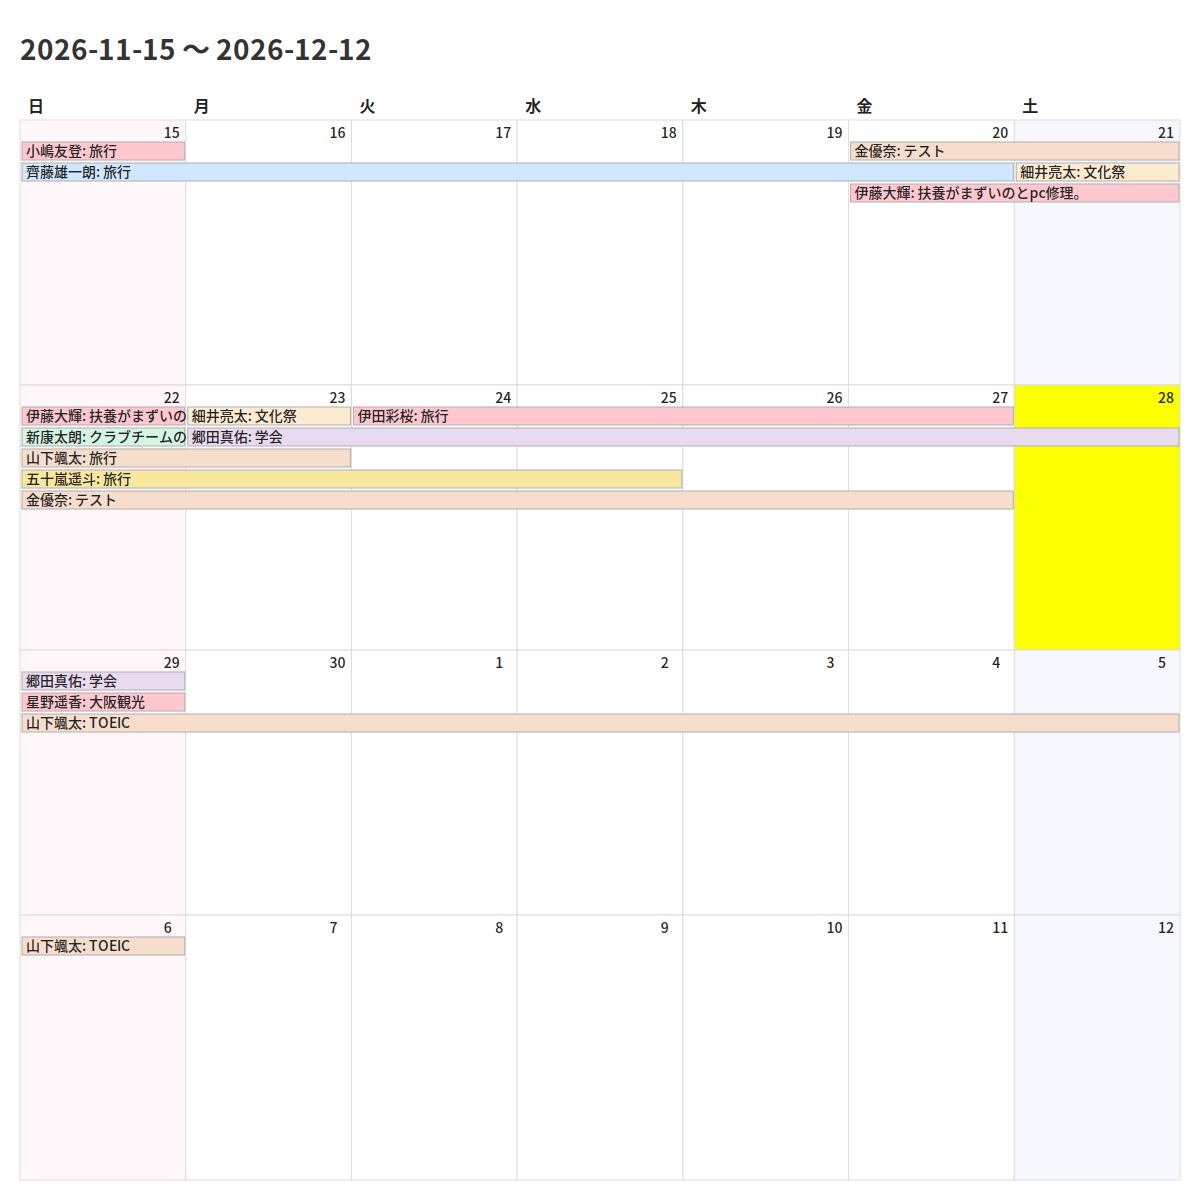 2026-11-15 〜 2026-12-12
日 月 火 水 木 金 土
15 16 17 18 19 20 21
小嶋友登: 旅行 金優奈: テスト
齊藤雄一朗: 旅行 細井亮太: 文化祭
伊藤大輝: 扶養がまずいのとpc修理。
22 23 24 25 26 27 28
伊藤大輝: 扶養がまずいの 細井亮太: 文化祭 伊田彩桜: 旅行
新康太朗: クラブチームの 郷田真佑: 学会
山下颯太: 旅行
五十嵐遥斗: 旅行
金優奈: テスト
29 30 1 2 3 4 5
郷田真佑: 学会
星野遥香: 大阪観光
山下颯太: TOEIC
6 7 8 9 10 11 12
山下颯太: TOEIC